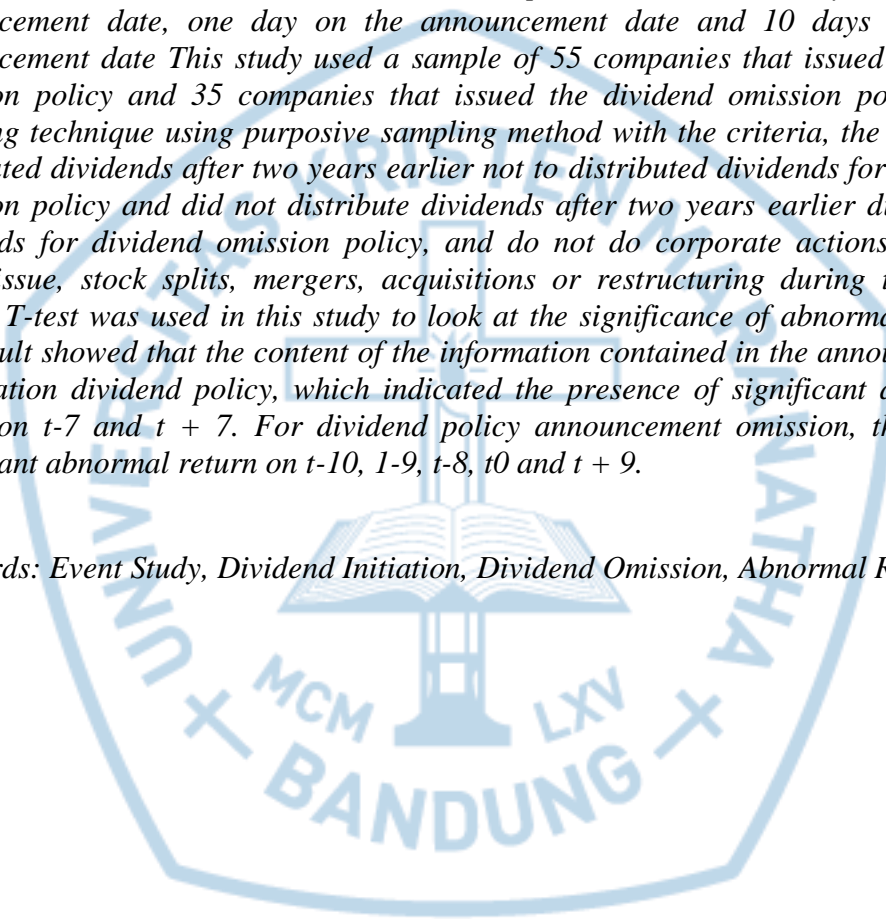 cement date, one day on the announcement date and 10 days
cement date This study used a sample of 55 companies that issued
on policy and 35 companies that issued the dividend omission po
ng technique using purposive sampling method with the criteria, the
ted dividends after two years earlier not to distributed dividends for
on policy and did not distribute dividends after two years earlier di
ds for dividend omission policy, and do not do corporate actions
issue, stock splits, mergers, acquisitions or restructuring during t
T-test was used in this study to look at the significance of abnorma
ult showed that the content of the information contained in the annou
ation dividend policy, which indicated the presence of significant a
on t-7 and t + 7. For dividend policy announcement omission, th
ant abnormal return on t-10, 1-9, t-8, t0 and t + 9.
rds: Event Study, Dividend Initiation, Dividend Omission, Abnormal R
UNIVERSITAS KRISTEN MARANATHA
MCM LXV
BANDUNG